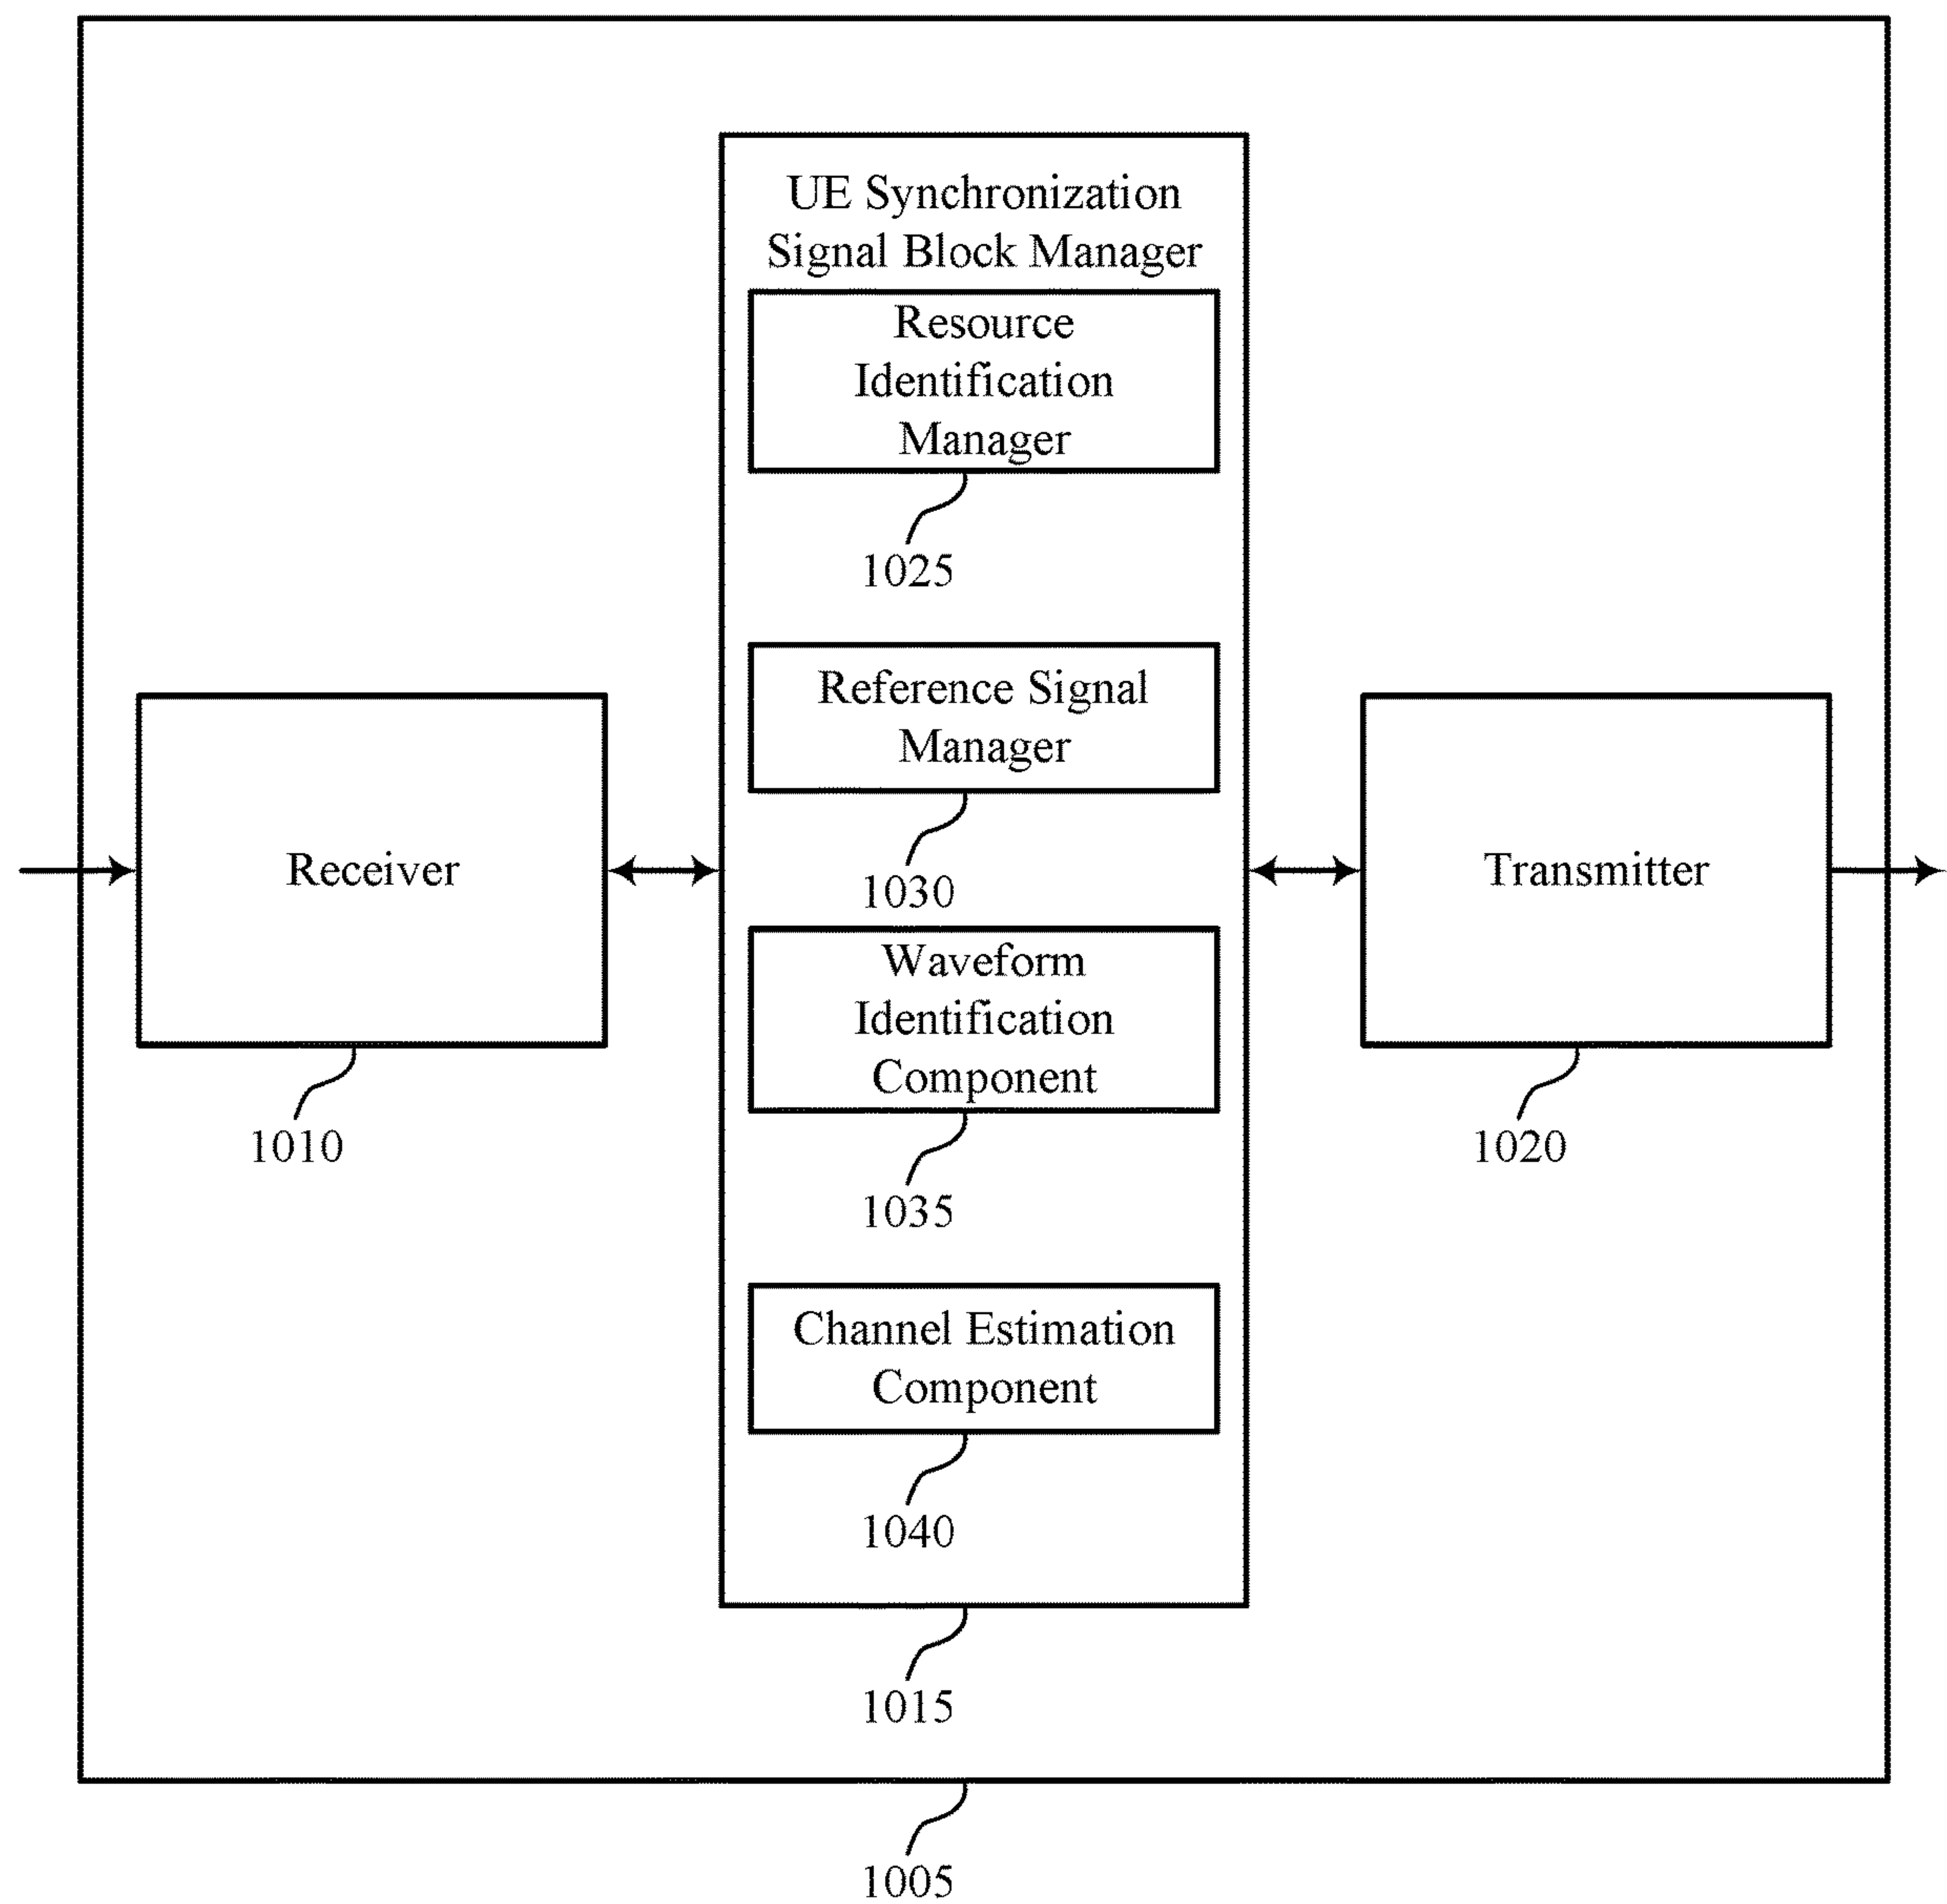 UE Synchronization
Signal Block Manager
Resource
Identification
Manager
1025
Reference Signal
Manager
1030
Receiver
1010
Transmitter
1020
Waveform
Identification
Component
1035
Channel Estimation
Component
1040
1015
1005